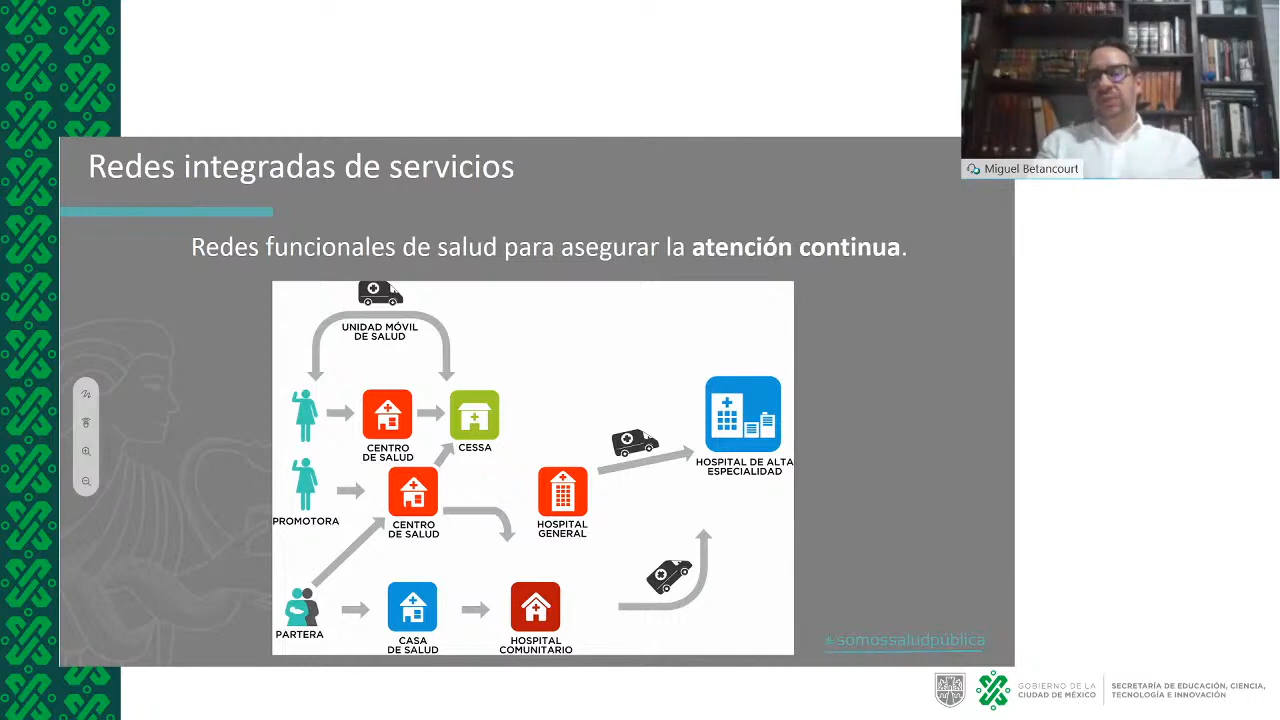 Miguel Betancourt
Redes integradas de servicios
Redes funcionales de salud para asegurar la atención continua.
UNIDAD MÓVIL
DE SALUD
CENTRO
DE SALUD
CESSA
PROMOTORA
CENTRO
DE SALUD
HOSPITAL
GENERAL
HOSPITAL DE ALTA
ESPECIALIDAD
PARTERA
CASA
DE SALUD
HOSPITAL
COMUNITARIO
#somossaludpública
GOBIERNO DE LA
CIUDAD DE MÉXICO
SECRETARÍA DE EDUCACIÓN, CIENCIA,
TECNOLOGÍA E INNOVACIÓN